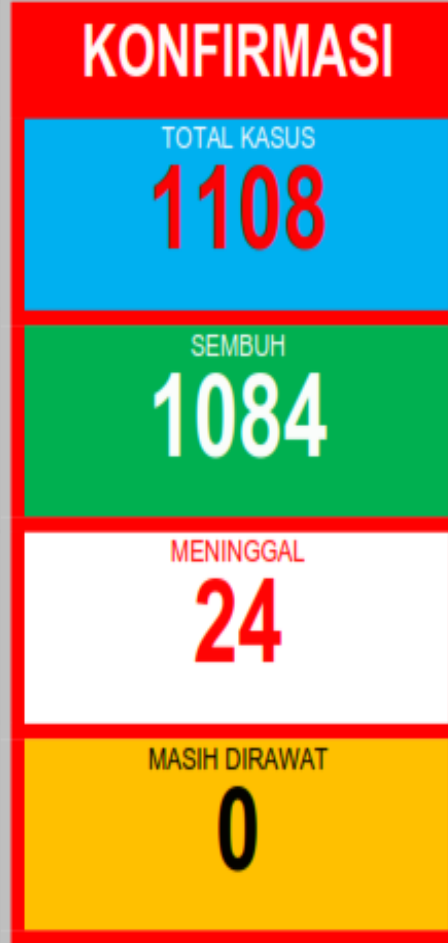 KONFIRMASI
TOTAL KASUS
1108
SEMBUH
1084
MENINGGAL
24
MASIH DIRAWAT
0